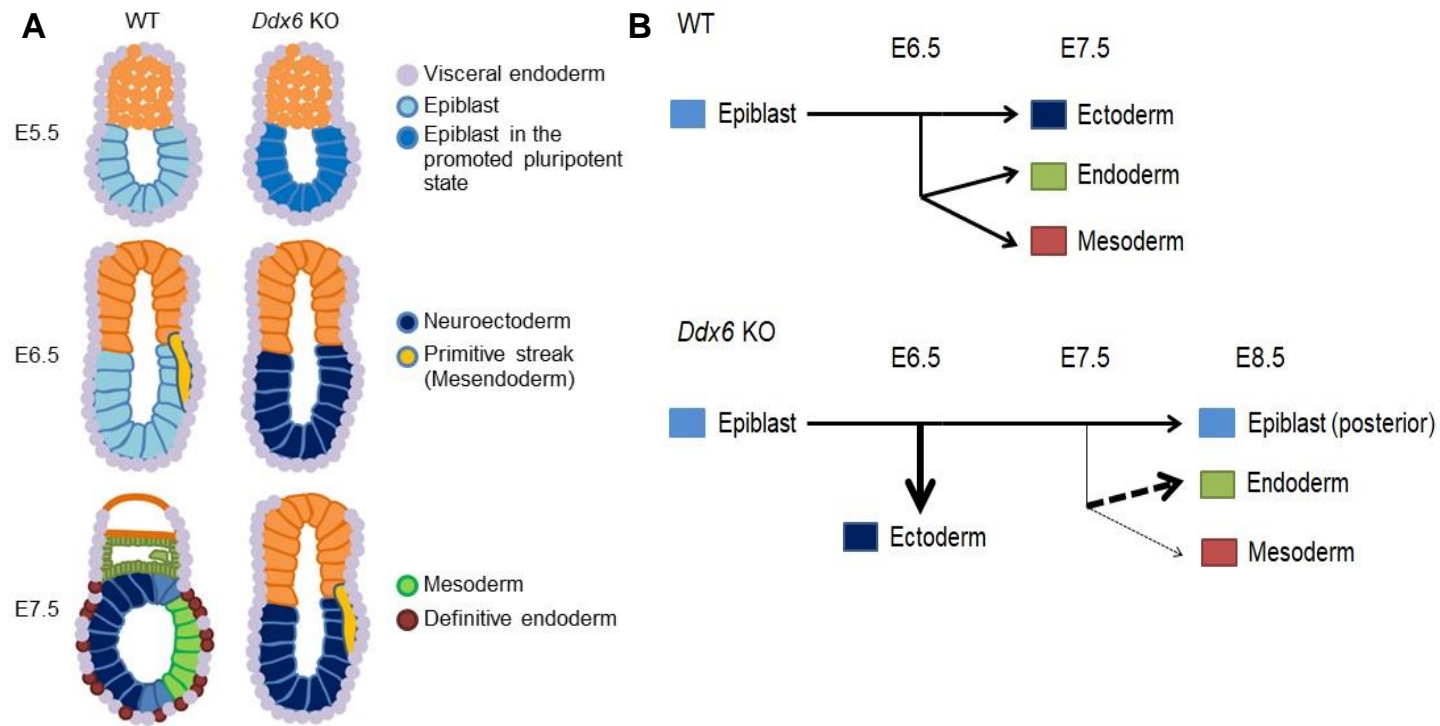 A
WT
Ddx6 KO
E5.5
Visceral endoderm
Epiblast
Epiblast in the
promoted pluripotent
state
E6.5
Neuroectoderm
Primitive streak
(Mesendoderm)
E7.5
Mesoderm
Definitive endoderm
B
WT
E6.5
E7.5
Epiblast
Ectoderm
Endoderm
Mesoderm
Ddx6 KO
E6.5
E7.5
E8.5
Epiblast
Epiblast (posterior)
Endoderm
Ectoderm
Mesoderm